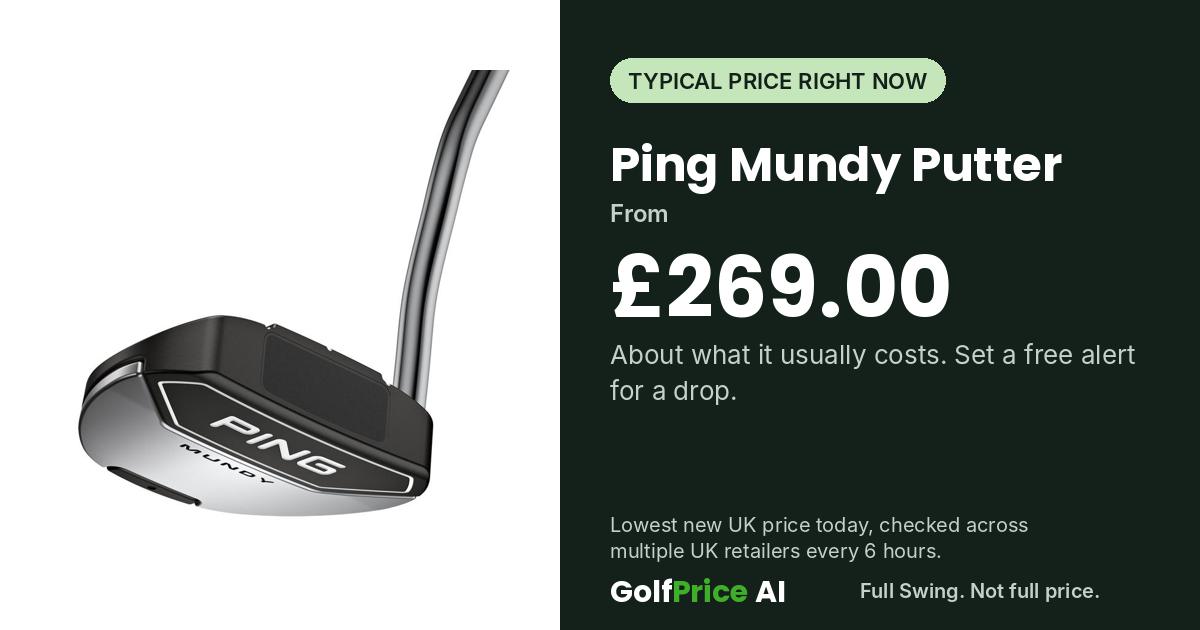 PING
MUNDY
TYPICAL PRICE RIGHT NOW
Ping Mundy Putter
From
£269.00
About what it usually costs. Set a free alert
for a drop.
Lowest new UK price today, checked across
multiple UK retailers every 6 hours.
GolfPrice AI
Full Swing. Not full price.